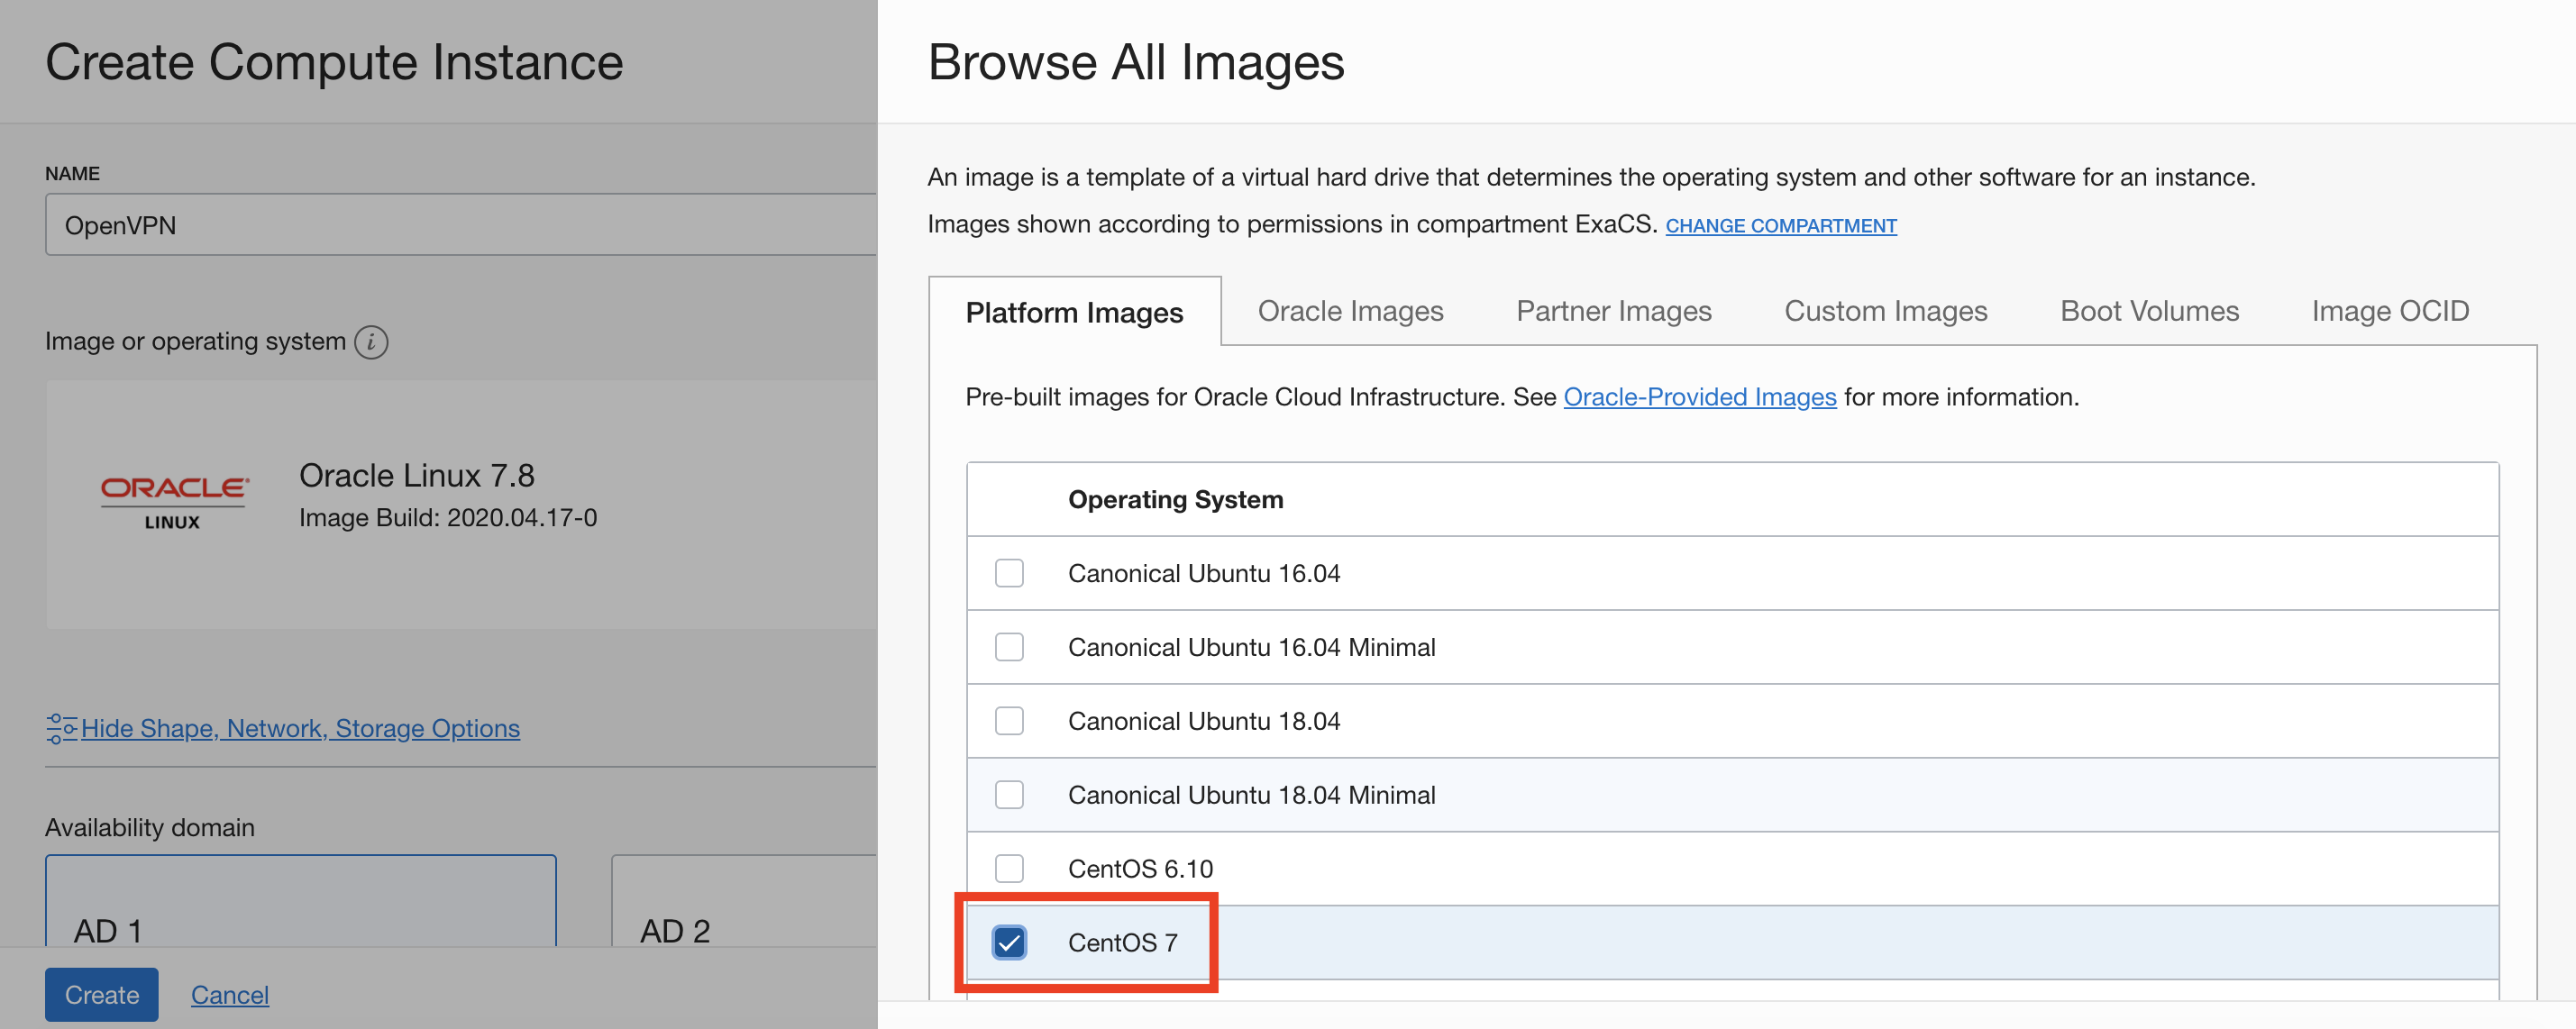 Create Compute Instance
NAME
OpenVPN
Image or operating system i
ORACLE
LINUX
Oracle Linux 7.8
Image Build: 2020.04.17-0
Hide Shape, Network, Storage Options
Availability domain
AD 1
AD 2
Create
Cancel
Browse All Images
An image is a template of a virtual hard drive that determines the operating system and other software for an instance.
Images shown according to permissions in compartment ExaCS. CHANGE COMPARTMENT
Platform Images
Oracle Images
Partner Images
Custom Images
Boot Volumes
Image OCID
Pre-built images for Oracle Cloud Infrastructure. See Oracle-Provided Images for more information.
Operating System
Canonical Ubuntu 16.04
Canonical Ubuntu 16.04 Minimal
Canonical Ubuntu 18.04
Canonical Ubuntu 18.04 Minimal
CentOS 6.10
CentOS 7